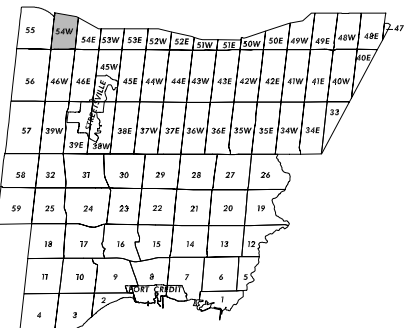 55 54W 54E 53W 53E 52W 52E 51W 51E 50W 50E 49W 49E 48W 48E 47
40E
56 46W 46E 45W 45E 44W 44E 43W 43E 42W 42E 41W 41E 40W
STREETSVILLE
33
57 39W 39E 38W 38E 37W 37E 36W 36E 35W 35E 34W 34E
58 32 31 30 29 28 27 26
59 25 24 23 22 21 20 19
18 17 16 15 14 13 12
11 10 9 8 7 6 5
PORT CREDIT
4 3 2 1